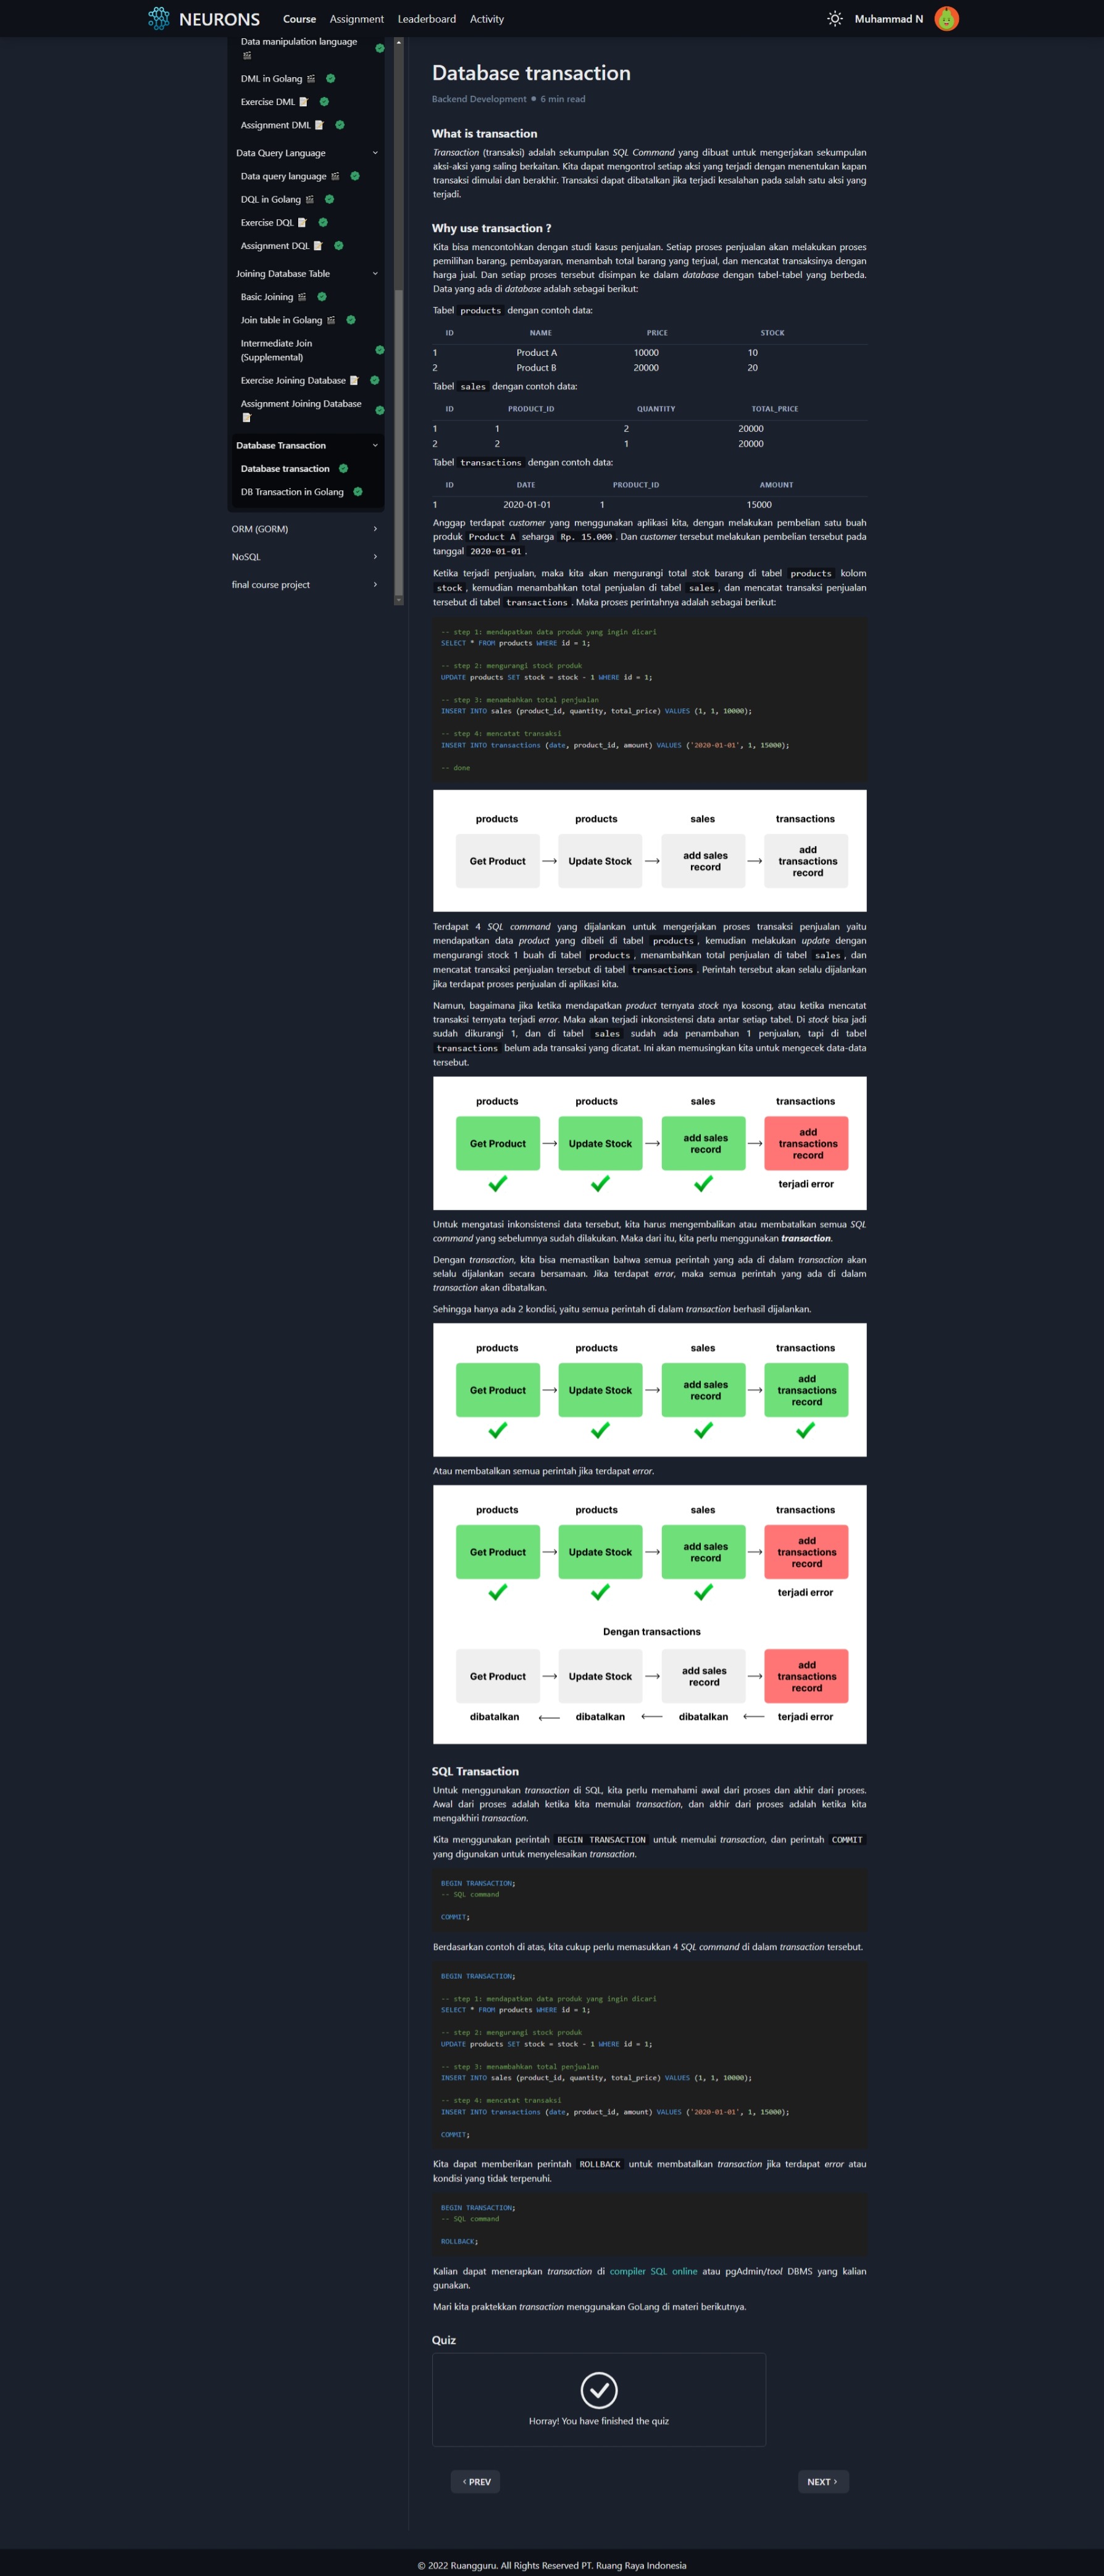 NEURONS
Course
Assignment
Leaderboard
Activity
Muhammad N
Data manipulation language
DML in Golang
Exercise DML
Assignment DML
Data Query Language
Data query language
DQL in Golang
Exercise DQL
Assignment DQL
Joining Database Table
Basic Joining
Join table in Golang
Intermediate Join
(Supplemental)
Exercise Joining Database
Assignment Joining Database
Database Transaction
Database transaction
DB Transaction in Golang
ORM (GORM)
NoSQL
final course project
Database transaction
Backend Development • 6 min read
What is transaction
Transaction (transaksi) adalah sekumpulan SQL Command yang dibuat untuk mengerjakan sekumpulan
aksi-aksi yang saling berkaitan. Kita dapat mengontrol setiap aksi yang terjadi dengan menentukan kapan
transaksi dimulai dan berakhir. Transaksi dapat dibatalkan jika terjadi kesalahan pada salah satu aksi yang
terjadi.
Why use transaction ?
Kita bisa mencontohkan dengan studi kasus penjualan. Setiap proses penjualan akan melakukan proses
pemilihan barang, pembayaran, menambah total barang yang terjual, dan mencatat transaksinya dengan
harga jual. Dan setiap proses tersebut disimpan ke dalam database dengan tabel-tabel yang berbeda.
Data yang ada di database adalah sebagai berikut:
Tabel products dengan contoh data:
ID NAME PRICE STOCK
1 Product A 10000 10
2 Product B 20000 20
Tabel sales dengan contoh data:
ID PRODUCT_ID QUANTITY TOTAL_PRICE
1 1 2 20000
2 2 1 20000
Tabel transactions dengan contoh data:
ID DATE PRODUCT_ID AMOUNT
1 2020-01-01 1 15000
Anggap terdapat customer yang menggunakan aplikasi kita, dengan melakukan pembelian satu buah
produk Product A seharga Rp. 15.000 . Dan customer tersebut melakukan pembelian tersebut pada
tanggal 2020-01-01 .
Ketika terjadi penjualan, maka kita akan mengurangi total stok barang di tabel products kolom
stock , kemudian menambahkan total penjualan di tabel sales , dan mencatat transaksi penjualan
tersebut di tabel transactions . Maka proses perintahnya adalah sebagai berikut:
-- step 1: mendapatkan data produk yang ingin dicari
SELECT * FROM products WHERE id = 1;
-- step 2: mengurangi stock produk
UPDATE products SET stock = stock - 1 WHERE id = 1;
-- step 3: menambahkan total penjualan
INSERT INTO sales (product_id, quantity, total_price) VALUES (1, 1, 10000);
-- step 4: mencatat transaksi
INSERT INTO transactions (date, product_id, amount) VALUES ('2020-01-01', 1, 15000);
-- done
products products sales transactions
Get Product
Update Stock
add sales
record
add
transactions
record
Terdapat 4 SQL command yang dijalankan untuk mengerjakan proses transaksi penjualan yaitu
mendapatkan data product yang dibeli di tabel products , kemudian melakukan update dengan
mengurangi stock 1 buah di tabel products , menambahkan total penjualan di tabel sales , dan
mencatat transaksi penjualan tersebut di tabel transactions . Perintah tersebut akan selalu dijalankan
jika terdapat proses penjualan di aplikasi kita.
Namun, bagaimana jika ketika mendapatkan product ternyata stock nya kosong, atau ketika mencatat
transaksi ternyata terjadi error. Maka akan terjadi inkonsistensi data antar setiap tabel. Di stock bisa jadi
sudah dikurangi 1, dan di tabel sales sudah ada penambahan 1 penjualan, tapi di tabel
transactions belum ada transaksi yang dicatat. Ini akan memusingkan kita untuk mengecek data-data
tersebut.
products products sales transactions
Get Product
Update Stock
add sales
record
add
transactions
record
terjadi error
Untuk mengatasi inkonsistensi data tersebut, kita harus mengembalikan atau membatalkan semua SQL
command yang sebelumnya sudah dilakukan. Maka dari itu, kita perlu menggunakan transaction.
Dengan transaction, kita bisa memastikan bahwa semua perintah yang ada di dalam transaction akan
selalu dijalankan secara bersamaan. Jika terdapat error, maka semua perintah yang ada di dalam
transaction akan dibatalkan.
Sehingga hanya ada 2 kondisi, yaitu semua perintah di dalam transaction berhasil dijalankan.
products products sales transactions
Get Product
Update Stock
add sales
record
add
transactions
record
Atau membatalkan semua perintah jika terdapat error.
products products sales transactions
Get Product
Update Stock
add sales
record
add
transactions
record
terjadi error
Dengan transactions
Get Product
Update Stock
add sales
record
add
transactions
record
dibatalkan dibatalkan dibatalkan terjadi error
SQL Transaction
Untuk menggunakan transaction di SQL, kita perlu memahami awal dari proses dan akhir dari proses.
Awal dari proses adalah ketika kita memulai transaction, dan akhir dari proses adalah ketika kita
mengakhiri transaction.
Kita menggunakan perintah BEGIN TRANSACTION untuk memulai transaction, dan perintah COMMIT
yang digunakan untuk menyelesaikan transaction.
BEGIN TRANSACTION;
-- SQL command
COMMIT;
Berdasarkan contoh di atas, kita cukup perlu memasukkan 4 SQL command di dalam transaction tersebut.
BEGIN TRANSACTION;
-- step 1: mendapatkan data produk yang ingin dicari
SELECT * FROM products WHERE id = 1;
-- step 2: mengurangi stock produk
UPDATE products SET stock = stock - 1 WHERE id = 1;
-- step 3: menambahkan total penjualan
INSERT INTO sales (product_id, quantity, total_price) VALUES (1, 1, 10000);
-- step 4: mencatat transaksi
INSERT INTO transactions (date, product_id, amount) VALUES ('2020-01-01', 1, 15000);
COMMIT;
Kita dapat memberikan perintah ROLLBACK untuk membatalkan transaction jika terdapat error atau
kondisi yang tidak terpenuhi.
BEGIN TRANSACTION;
-- SQL command
ROLLBACK;
Kalian dapat menerapkan transaction di compiler SQL online atau pgAdmin/tool DBMS yang kalian
gunakan.
Mari kita praktekkan transaction menggunakan GoLang di materi berikutnya.
Quiz
Horray! You have finished the quiz
‹ PREV
NEXT ›
© 2022 Ruangguru. All Rights Reserved PT. Ruang Raya Indonesia